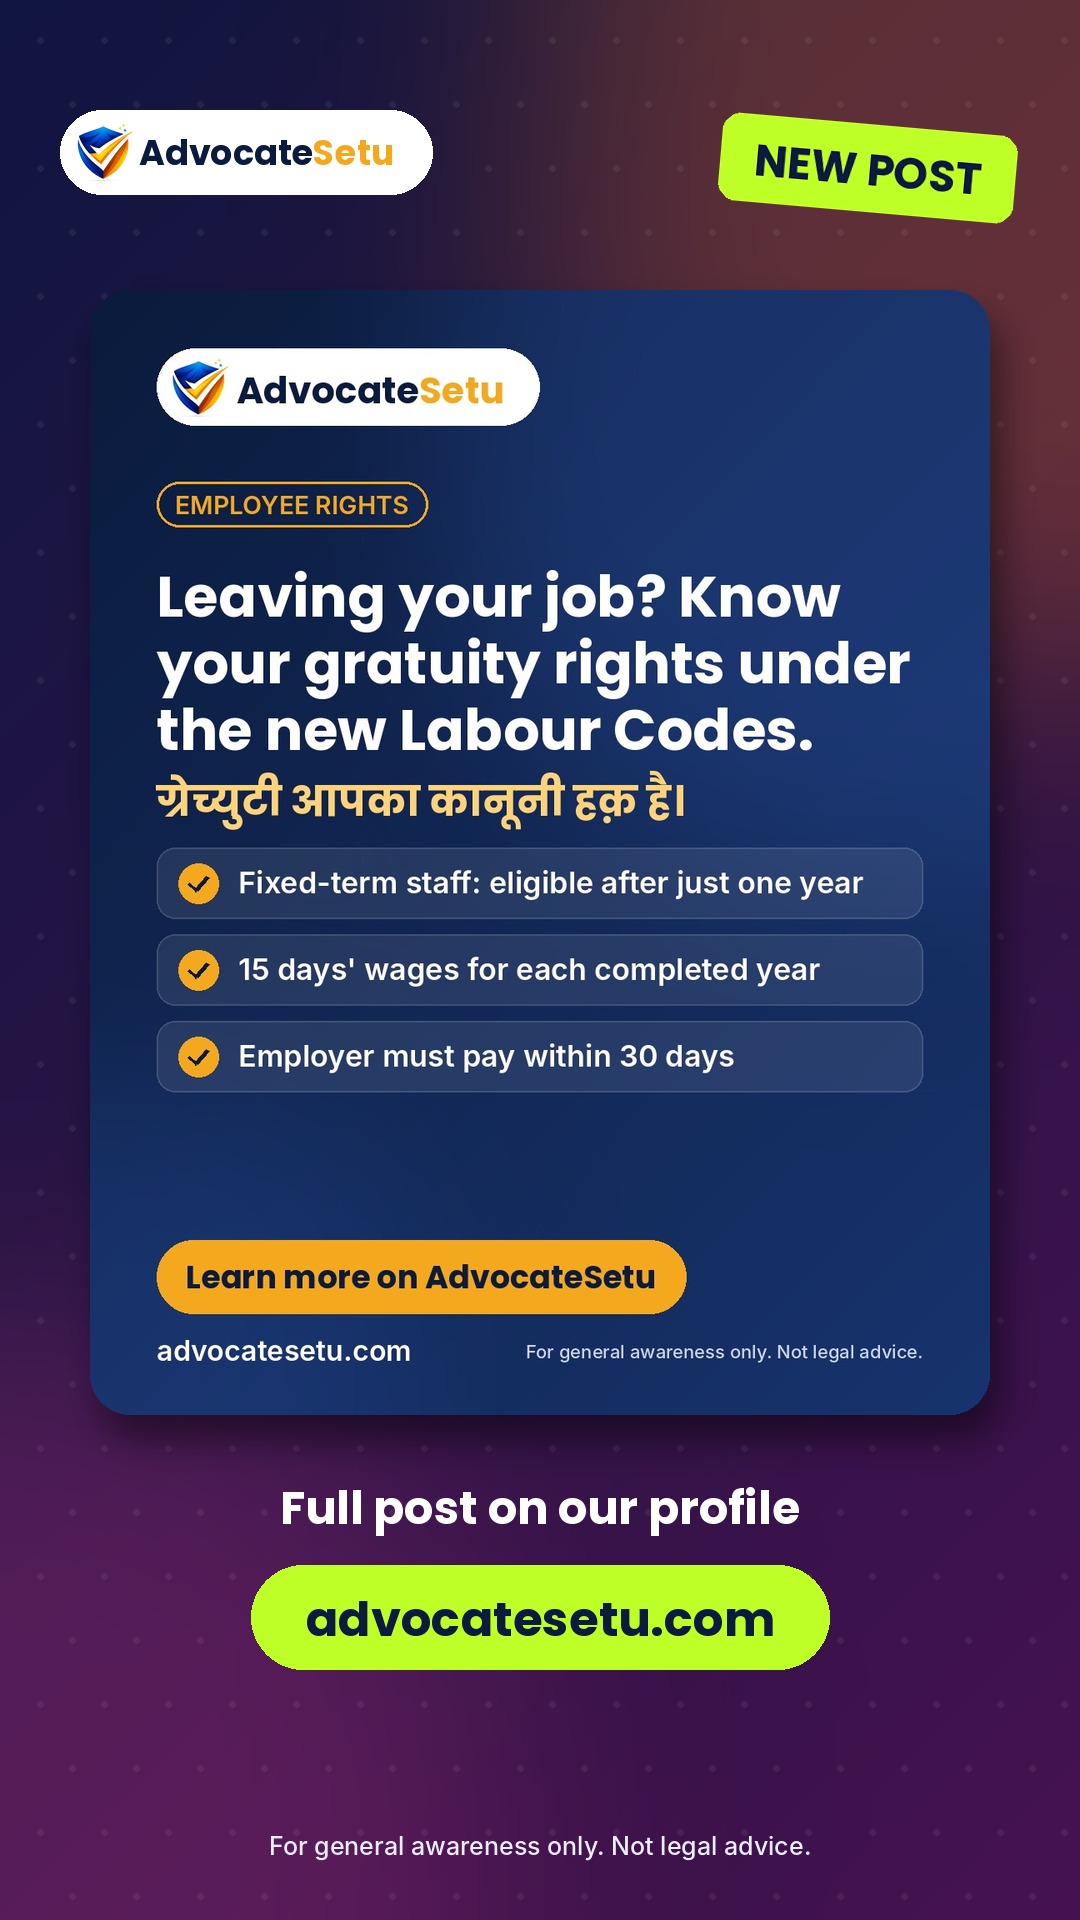 AdvocateSetu
NEW POST
AdvocateSetu
EMPLOYEE RIGHTS
Leaving your job? Know
your gratuity rights under
the new Labour Codes.
ग्रेच्युटी आपका कानूनी हक़ है।
Fixed-term staff: eligible after just one year
15 days' wages for each completed year
Employer must pay within 30 days
Learn more on AdvocateSetu
advocatesetu.com
For general awareness only. Not legal advice.
Full post on our profile
advocatesetu.com
For general awareness only. Not legal advice.